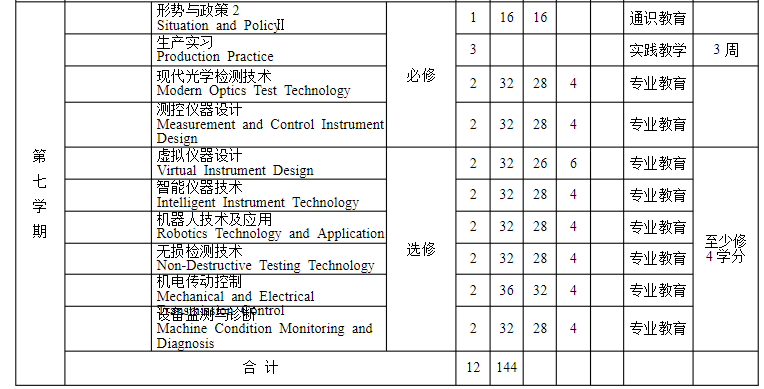 形势与政策 2 1 16 16 通识教育
Situation and PolicyⅡ
生产实习 3 实践教学 3 周
Production Practice
必修
现代光学检测技术 2 32 28 4 专业教育
Modern Optics Test Technology
测控仪器设计 2 32 28 4 专业教育
Measurement and Control Instrument
Design
第七学期
虚拟仪器设计 2 32 26 6 专业教育
Virtual Instrument Design
智能仪器技术 2 32 28 4 专业教育
Intelligent Instrument Technology
机器人技术及应用 2 32 28 4 专业教育
Robotics Technology and Application
选修
至少修
4 学分
无损检测技术 2 32 28 4 专业教育
Non-Destructive Testing Technology
机电传动控制 2 36 32 4 专业教育
Mechanical and Electrical
Transmission Control
设备监测与诊断 2 32 28 4 专业教育
Machine Condition Monitoring and
Diagnosis
合 计 12 144